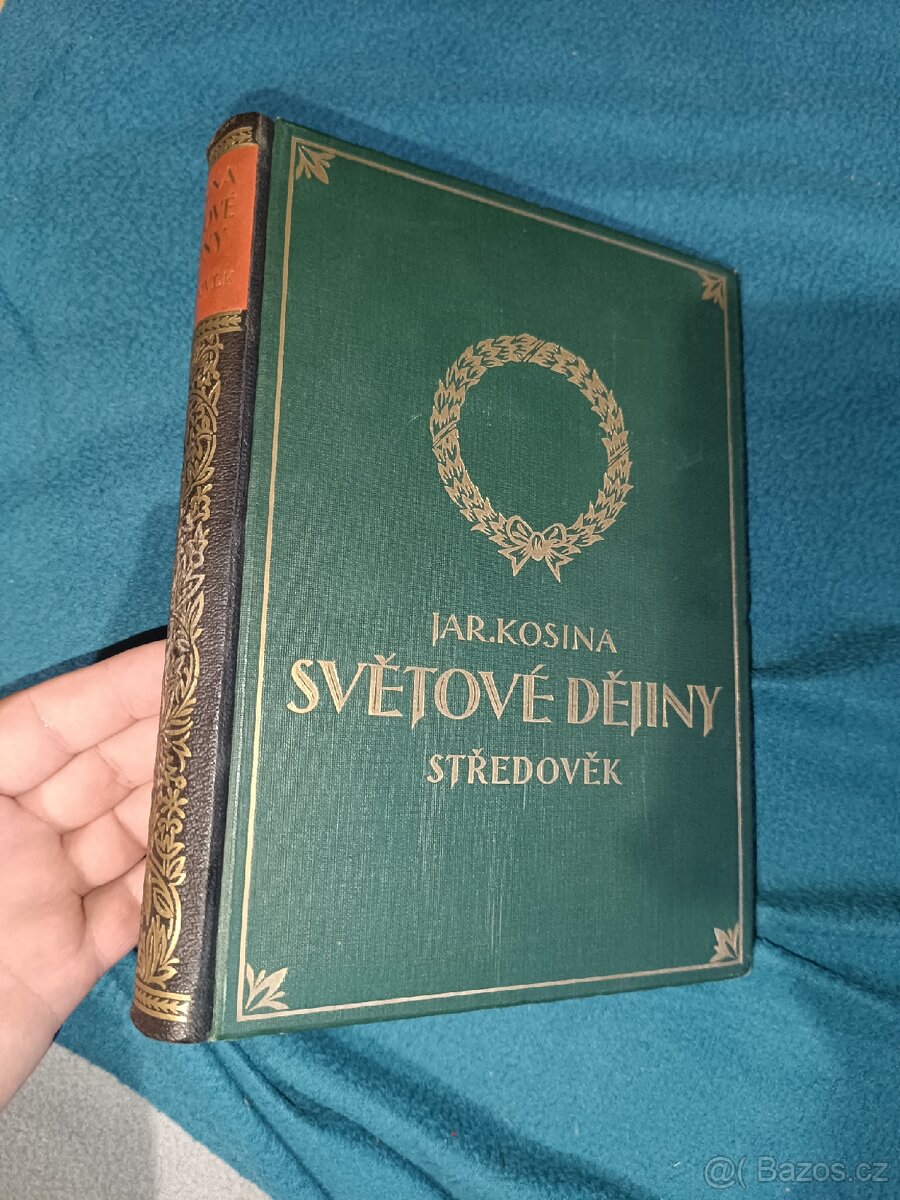 JAR.KOSINA
SVĚTOVÉ DĚJINY
STŘEDOVĚK
@( Bazos.cz